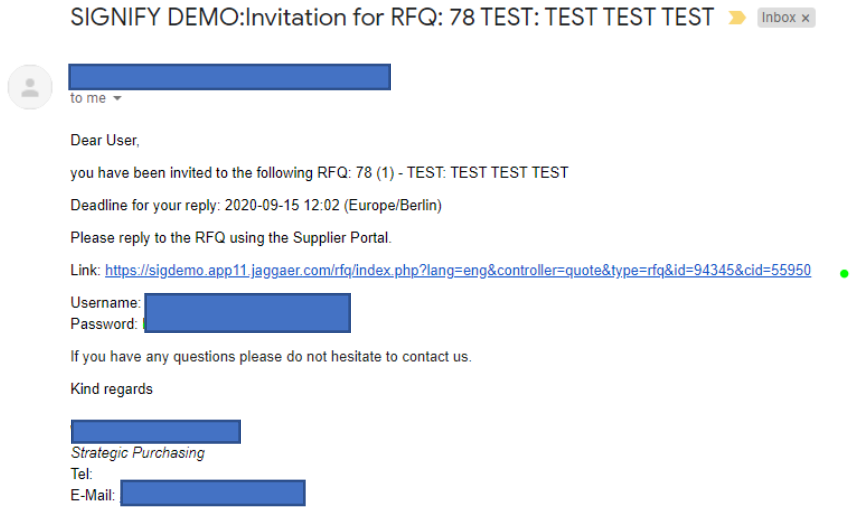 SIGNIFY DEMO:Invitation for RFQ: 78 TEST: TEST TEST TEST
Inbox x
to me
Dear User,
you have been invited to the following RFQ: 78 (1) - TEST: TEST TEST TEST
Deadline for your reply: 2020-09-15 12:02 (Europe/Berlin)
Please reply to the RFQ using the Supplier Portal.
Link: https://sigdemo.app11.jaggaer.com/rfq/index.php?lang=eng&controller=quote&type=rfq&id=94345&cid=55950
Username:
Password:
If you have any questions please do not hesitate to contact us.
Kind regards
Strategic Purchasing
Tel:
E-Mail: